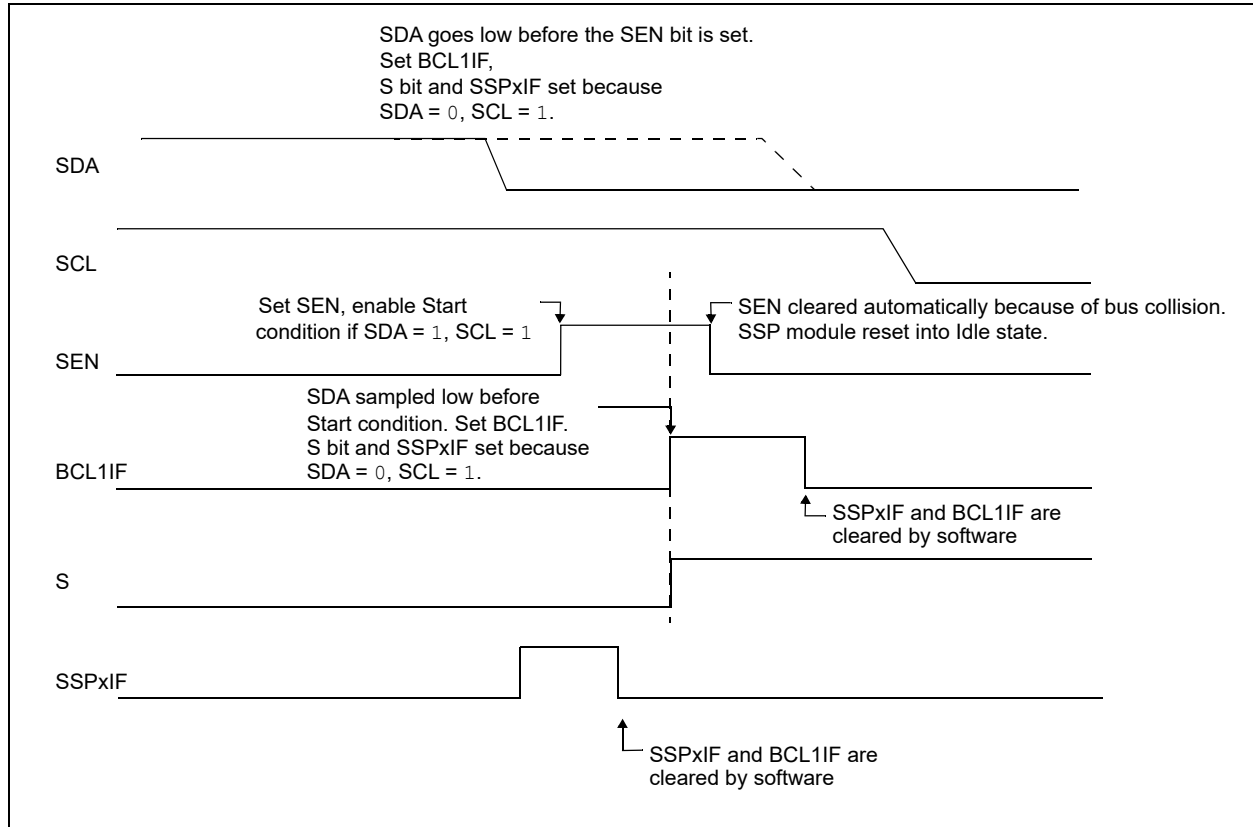 SDA goes low before the SEN bit is set.
Set BCL1IF,
S bit and SSPxIF set because
SDA = 0, SCL = 1.
SDA
SCL
Set SEN, enable Start
condition if SDA = 1, SCL = 1
SEN cleared automatically because of bus collision.
SSP module reset into Idle state.
SEN
SDA sampled low before
Start condition. Set BCL1IF.
S bit and SSPxIF set because
SDA = 0, SCL = 1.
BCL1IF
SSPxIF and BCL1IF are
cleared by software
S
SSPxIF
SSPxIF and BCL1IF are
cleared by software